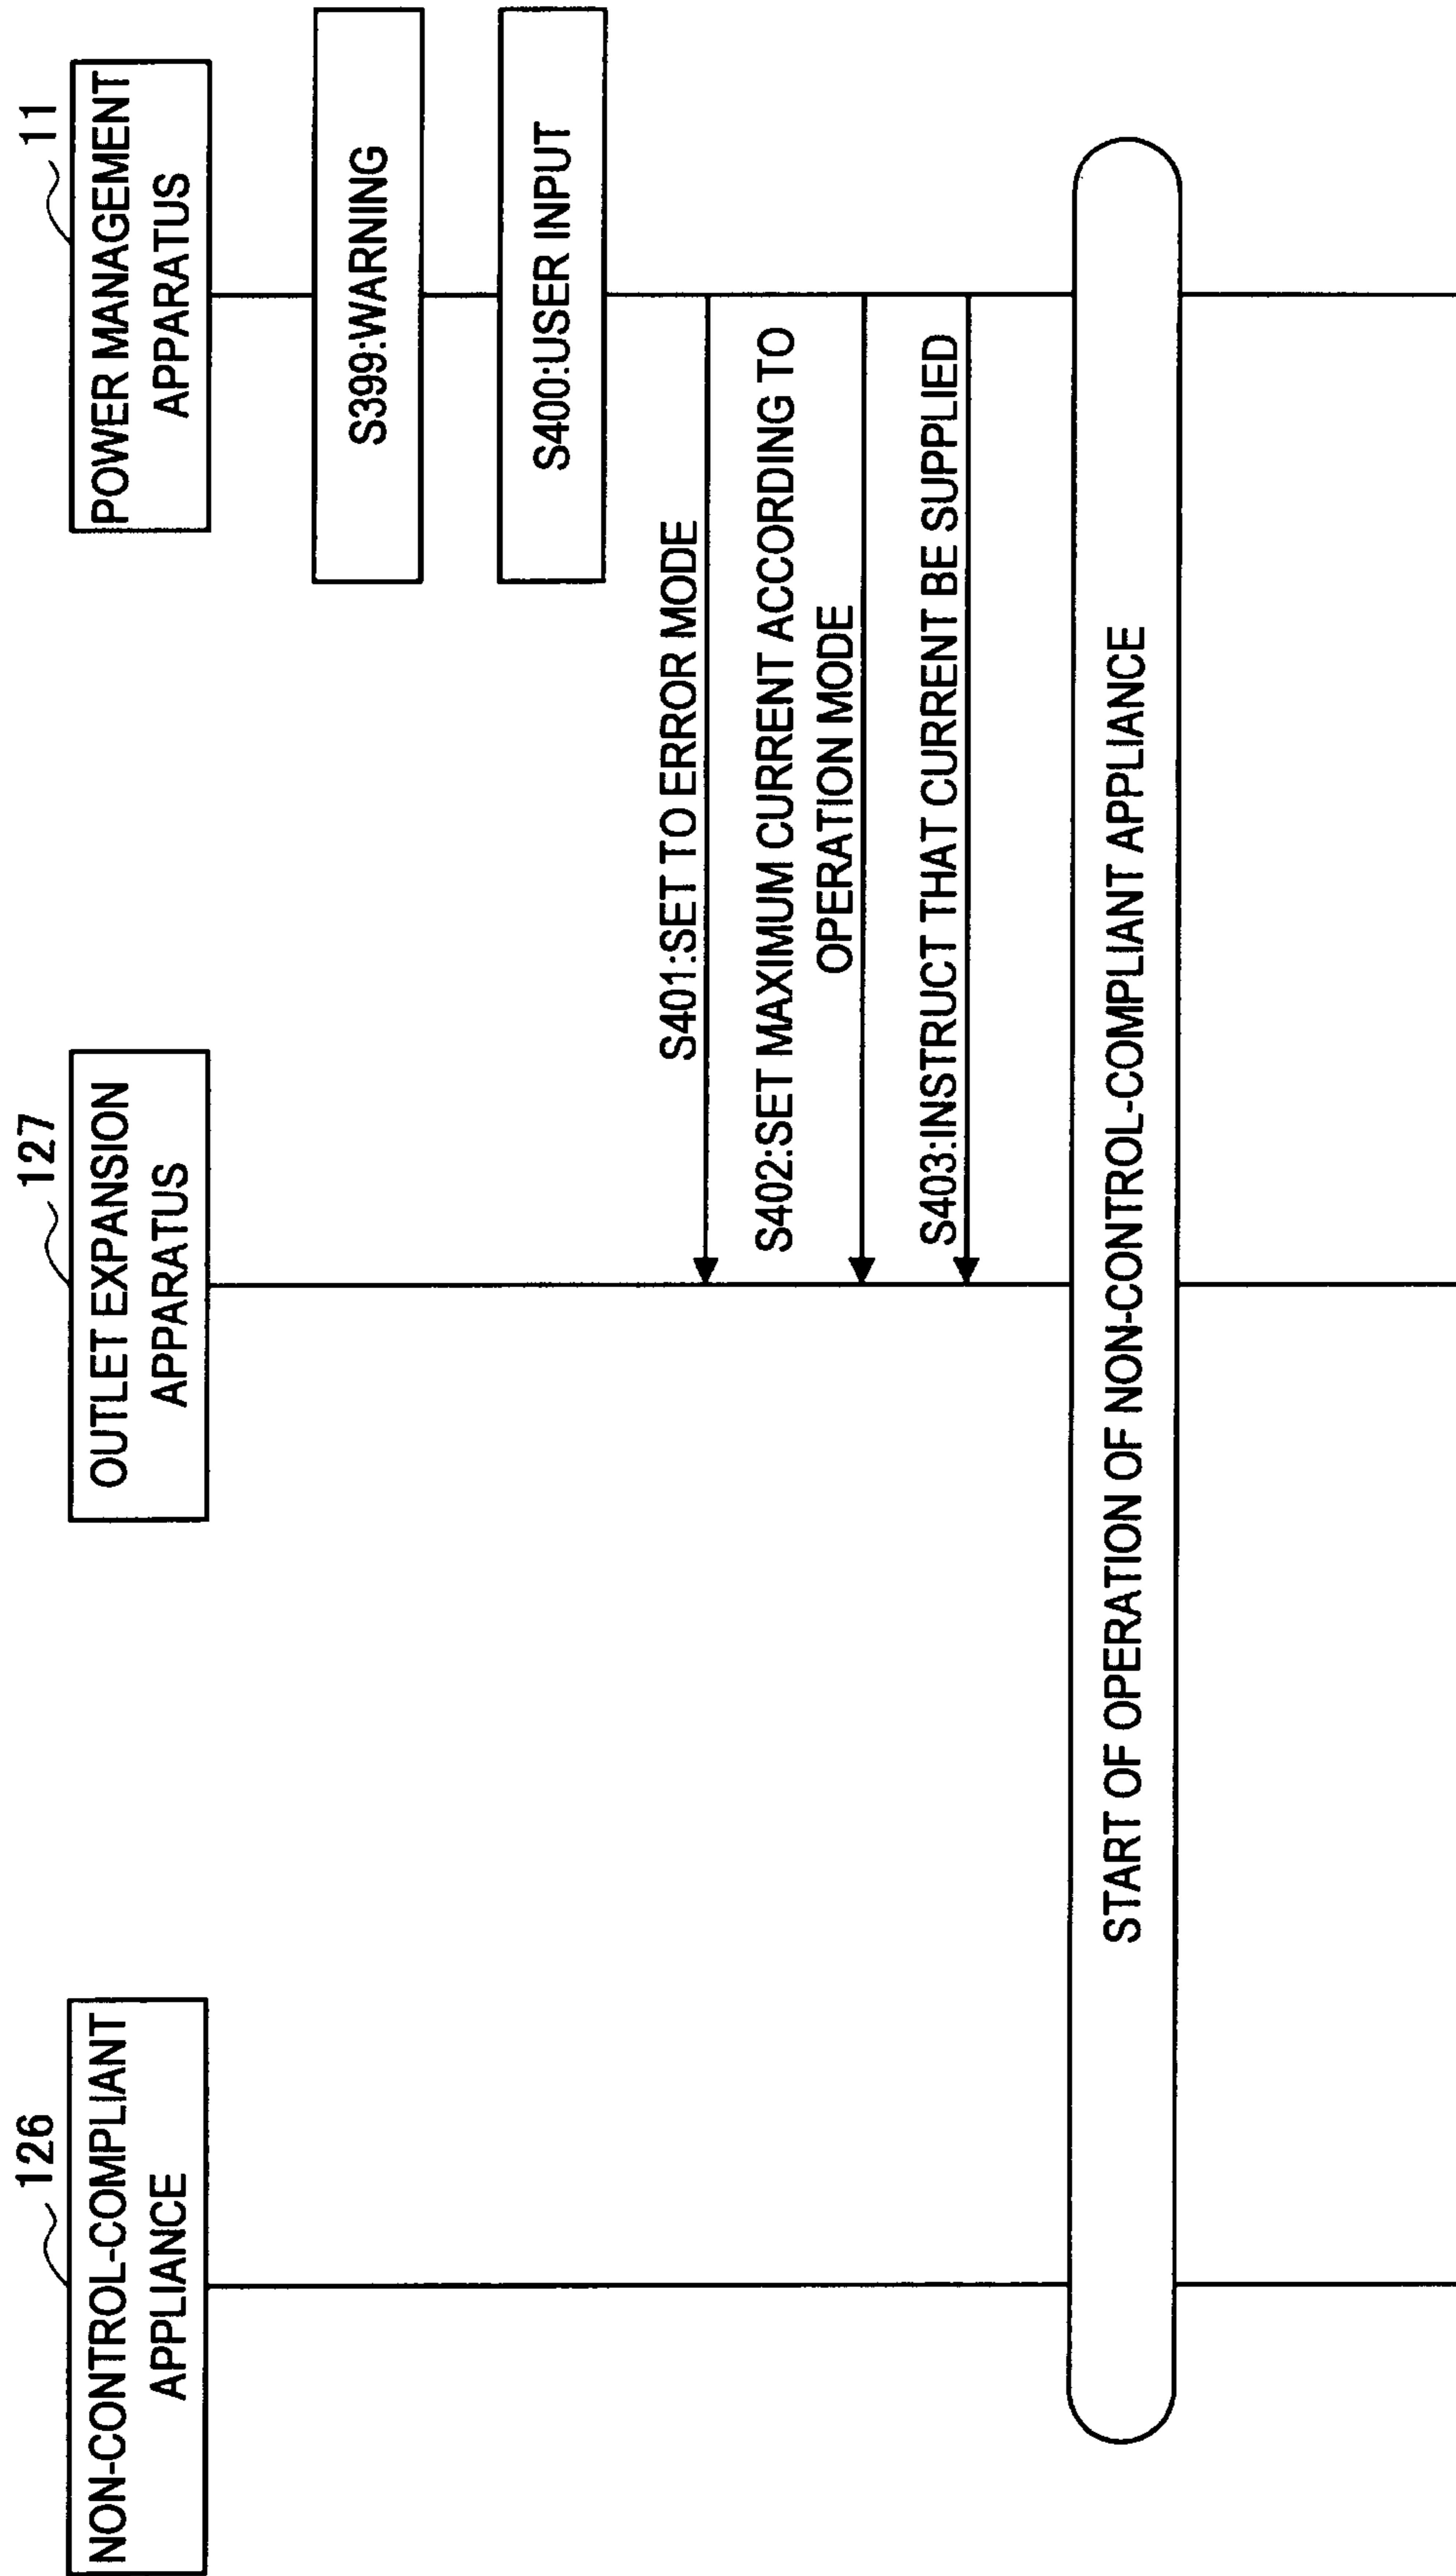 126
NON-CONTROL-COMPLIANT
APPLIANCE
127
OUTLET EXPANSION
APPARATUS
11
POWER MANAGEMENT
APPARATUS
S399:WARNING
S400:USER INPUT
S401:SET TO ERROR MODE
S402:SET MAXIMUM CURRENT ACCORDING TO
OPERATION MODE
S403:INSTRUCT THAT CURRENT BE SUPPLIED
START OF OPERATION OF NON-CONTROL-COMPLIANT APPLIANCE